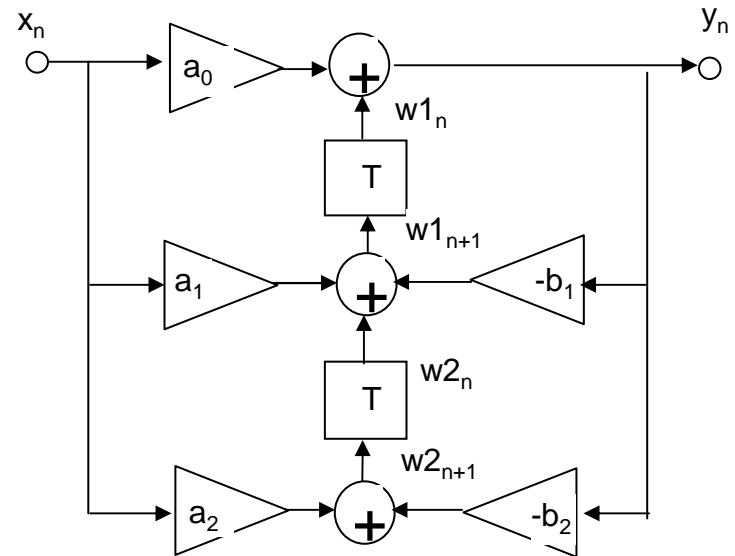 xₙ
yₙ
a₀
+
w1ₙ
T
w1ₙ₊₁
a₁
+
-b₁
w2ₙ
T
w2ₙ₊₁
a₂
+
-b₂